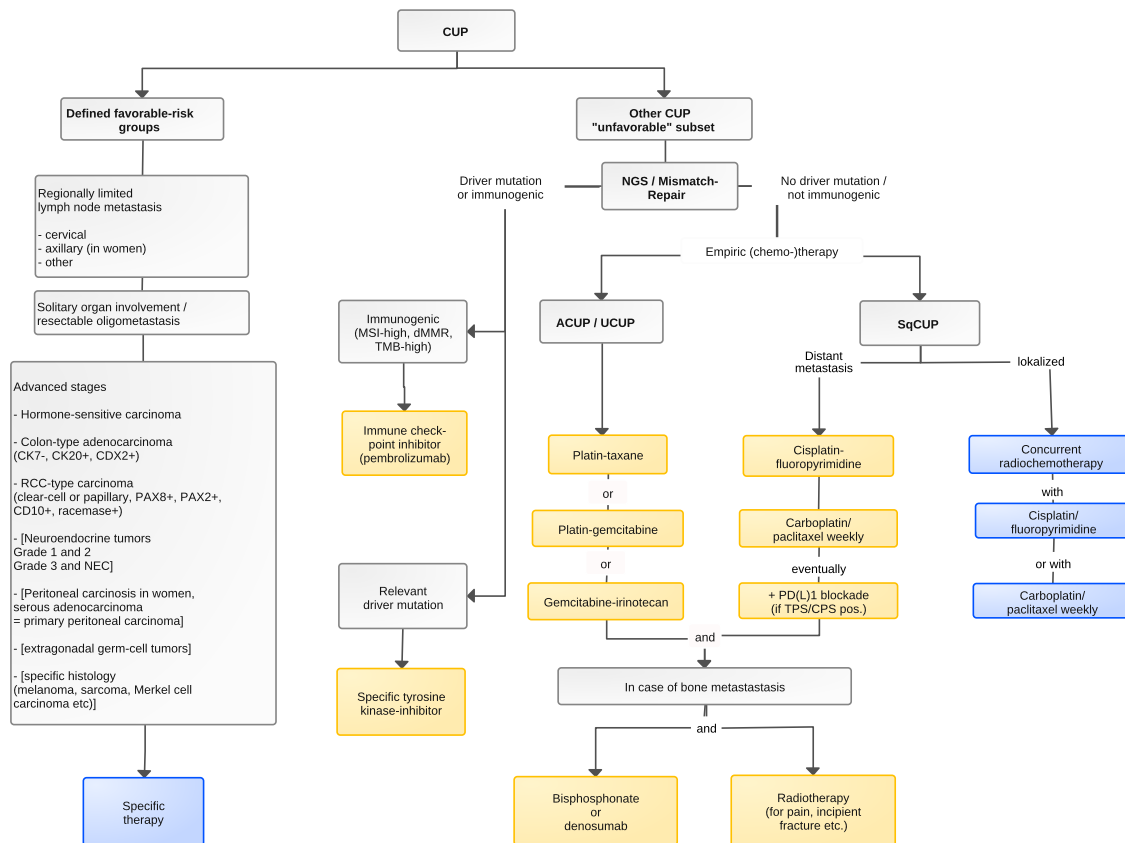 CUP
Defined favorable-risk
groups
Other CUP
"unfavorable" subset
Regionally limited
lymph node metastasis
- cervical
- axillary (in women)
- other
Solitary organ involvement /
resectable oligometastasis
Advanced stages
- Hormone-sensitive carcinoma
- Colon-type adenocarcinoma
(CK7-, CK20+, CDX2+)
- RCC-type carcinoma
(clear-cell or papillary, PAX8+, PAX2+,
CD10+, racemase+)
- [Neuroendocrine tumors
Grade 1 and 2
Grade 3 and NEC]
- [Peritoneal carcinosis in women,
serous adenocarcinoma
= primary peritoneal carcinoma]
- [extragonadal germ-cell tumors]
- [specific histology
(melanoma, sarcoma, Merkel cell
carcinoma etc)]
Specific
therapy
NGS / Mismatch-
Repair
Driver mutation
or immunogenic
No driver mutation /
not immunogenic
Immunogenic
(MSI-high, dMMR,
TMB-high)
Immune check-
point inhibitor
(pembrolizumab)
Relevant
driver mutation
Specific tyrosine
kinase-inhibitor
Empiric (chemo-)therapy
ACUP / UCUP
SqCUP
Distant
metastasis
lokalized
Platin-taxane
or
Platin-gemcitabine
or
Gemcitabine-irinotecan
Cisplatin-
fluoropyrimidine
Carboplatin/
paclitaxel weekly
eventually
+ PD(L)1 blockade
(if TPS/CPS pos.)
Concurrent
radiochemotherapy
with
Cisplatin/
fluoropyrimidine
or with
Carboplatin/
paclitaxel weekly
and
In case of bone metastastasis
and
Bisphosphonate
or
denosumab
Radiotherapy
(for pain, incipient
fracture etc.)